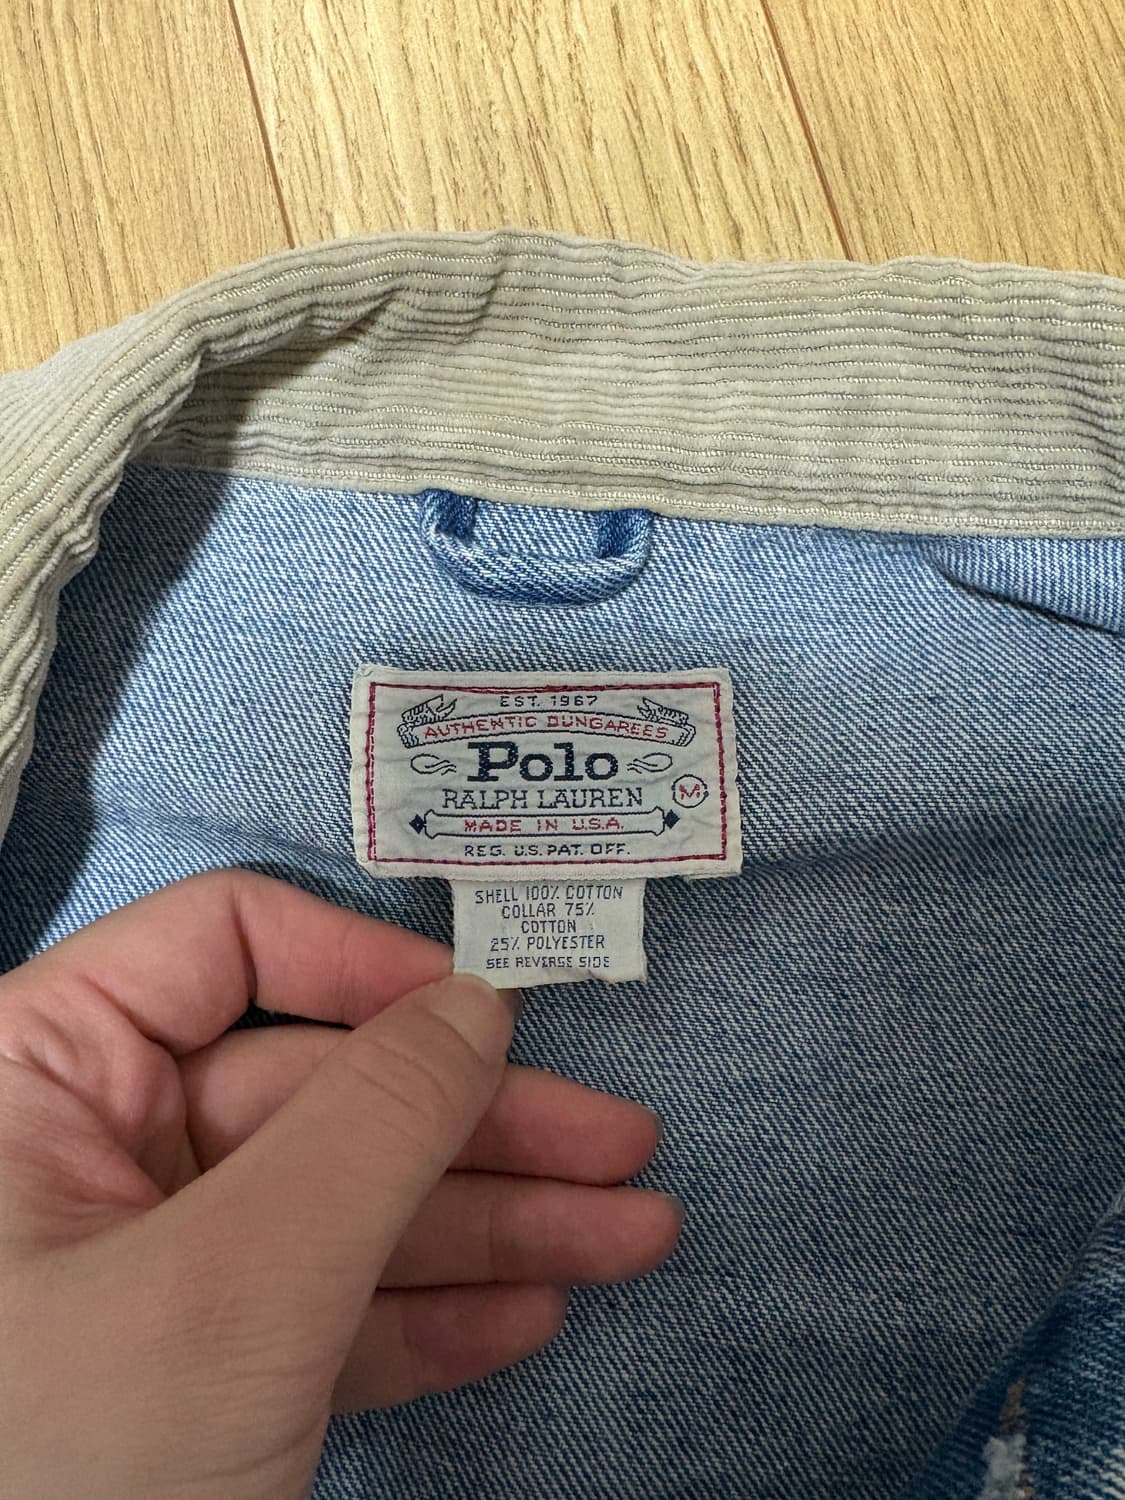 EST. 1967
AUTHENTIC DUNGAREES
Polo
RALPH LAUREN
M
MADE IN U.S.A.
REG. U.S. PAT. OFF.
SHELL 100% COTTON
COLLAR 75%
COTTON
25% POLYESTER
SEE REVERSE SIDE